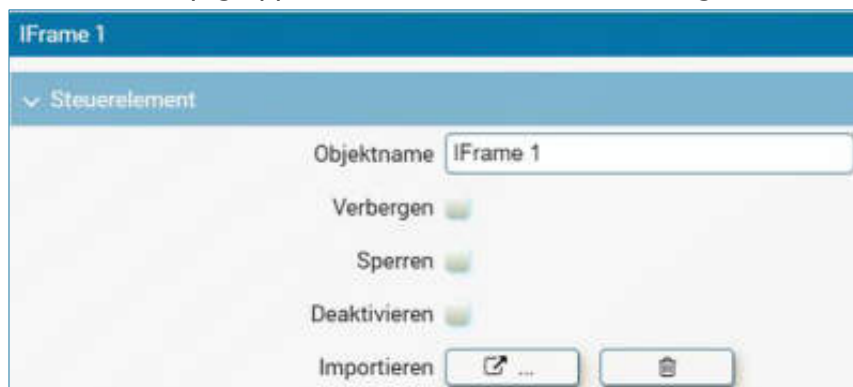 IFrame 1
Steuerelement
Objektname IFrame 1
Verbergen
Sperren
Deaktivieren
Importieren ...